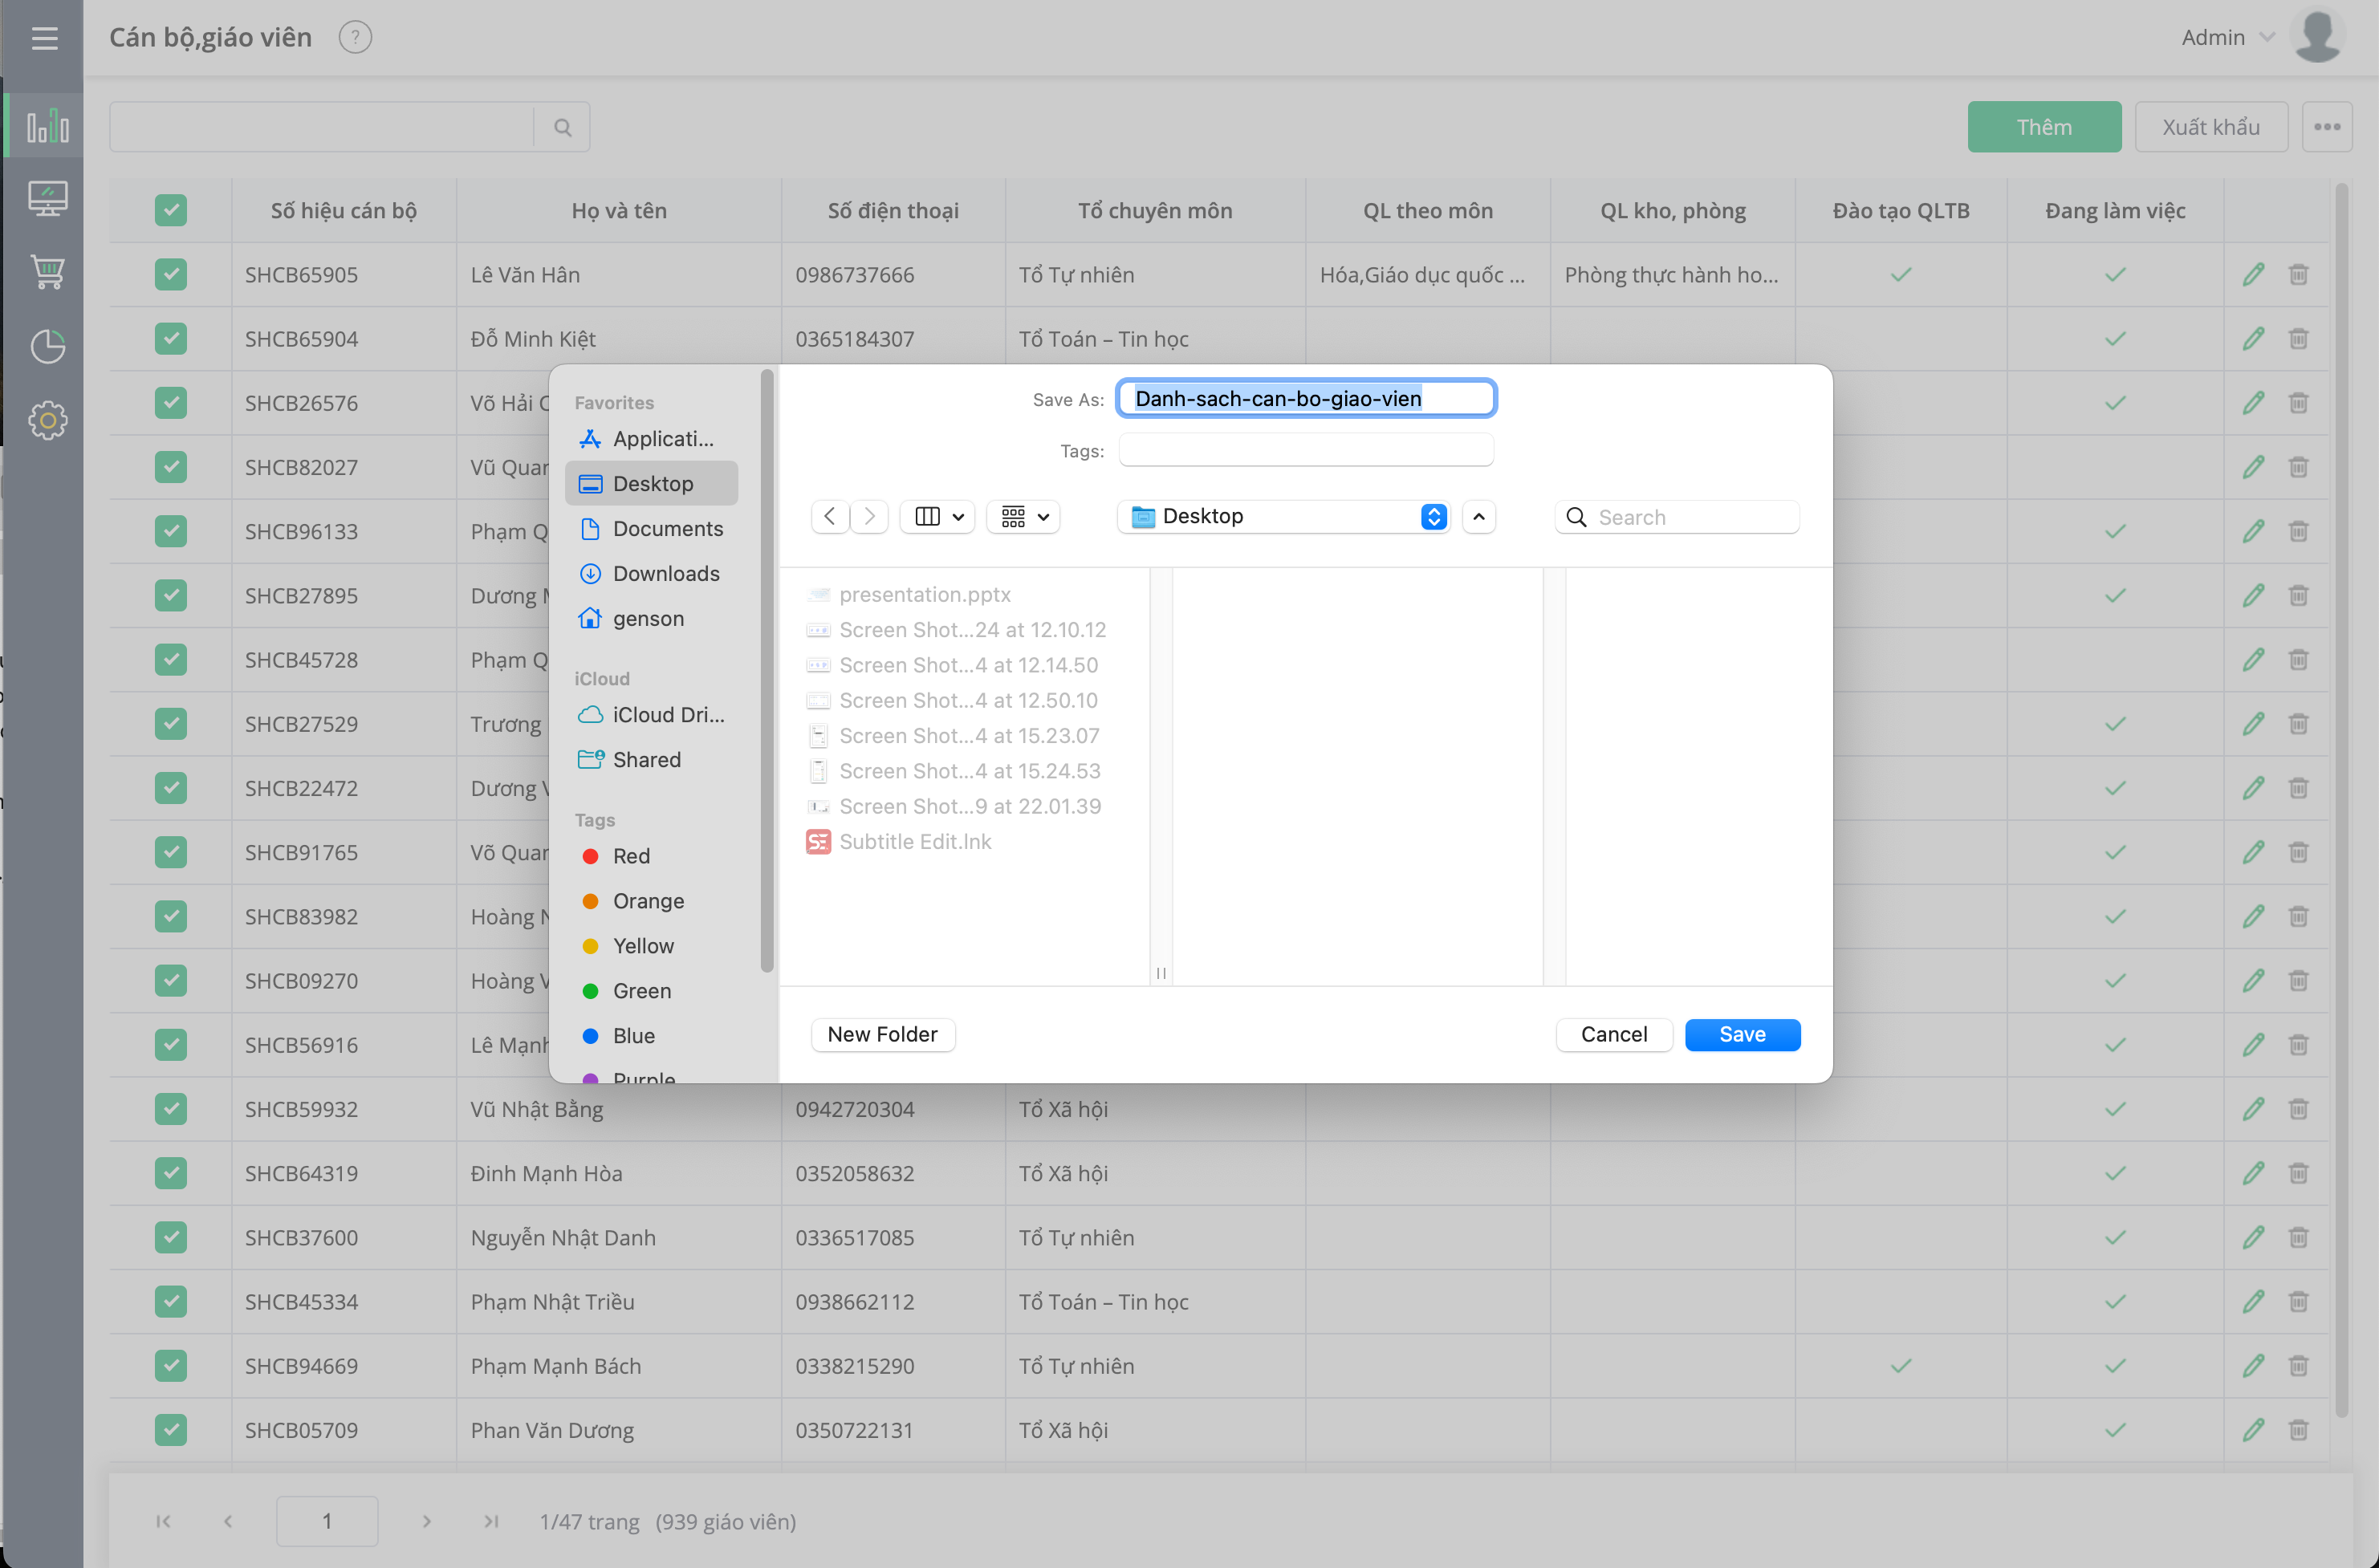 Cán bộ,giáo viên ?
Admin
Thêm
Xuất khẩu
Số hiệu cán bộ Họ và tên Số điện thoại Tổ chuyên môn QL theo môn QL kho, phòng Đào tạo QLTB Đang làm việc
SHCB65905 Lê Văn Hân 0986737666 Tổ Tự nhiên Hóa,Giáo dục quốc ... Phòng thực hành ho...
SHCB65904 Đỗ Minh Kiệt 0365184307 Tổ Toán – Tin học
SHCB26576 Võ Hải
SHCB82027 Vũ
SHCB96133 Phạm
SHCB27895 Dương
SHCB45728 Phạm
SHCB27529 Trương
SHCB22472 Dương
SHCB91765 Võ
SHCB83982 Hoàng
SHCB09270 Hoàng
SHCB56916 Lê
SHCB59932 Vũ Nhật Bằng 0942720304 Tổ Xã hội
SHCB64319 Đinh Mạnh Hòa 0352058632 Tổ Xã hội
SHCB37600 Nguyễn Nhật Danh 0336517085 Tổ Tự nhiên
SHCB45334 Phạm Nhật Triều 0938662112 Tổ Toán – Tin học
SHCB94669 Phạm Mạnh Bách 0338215290 Tổ Tự nhiên
SHCB05709 Phan Văn Dương 0350722131 Tổ Xã hội
1 1/47 trang (939 giáo viên)
Favorites
Applicati...
Desktop
Documents
Downloads
genson
iCloud
iCloud Dri...
Shared
Tags
Red
Orange
Yellow
Green
Blue
Purple
Save As: Danh-sach-can-bo-giao-vien
Tags:
Desktop
Search
presentation.pptx
Screen Shot...24 at 12.10.12
Screen Shot...4 at 12.14.50
Screen Shot...4 at 12.50.10
Screen Shot...4 at 15.23.07
Screen Shot...4 at 15.24.53
Screen Shot...9 at 22.01.39
SE Subtitle Edit.lnk
New Folder
Cancel
Save